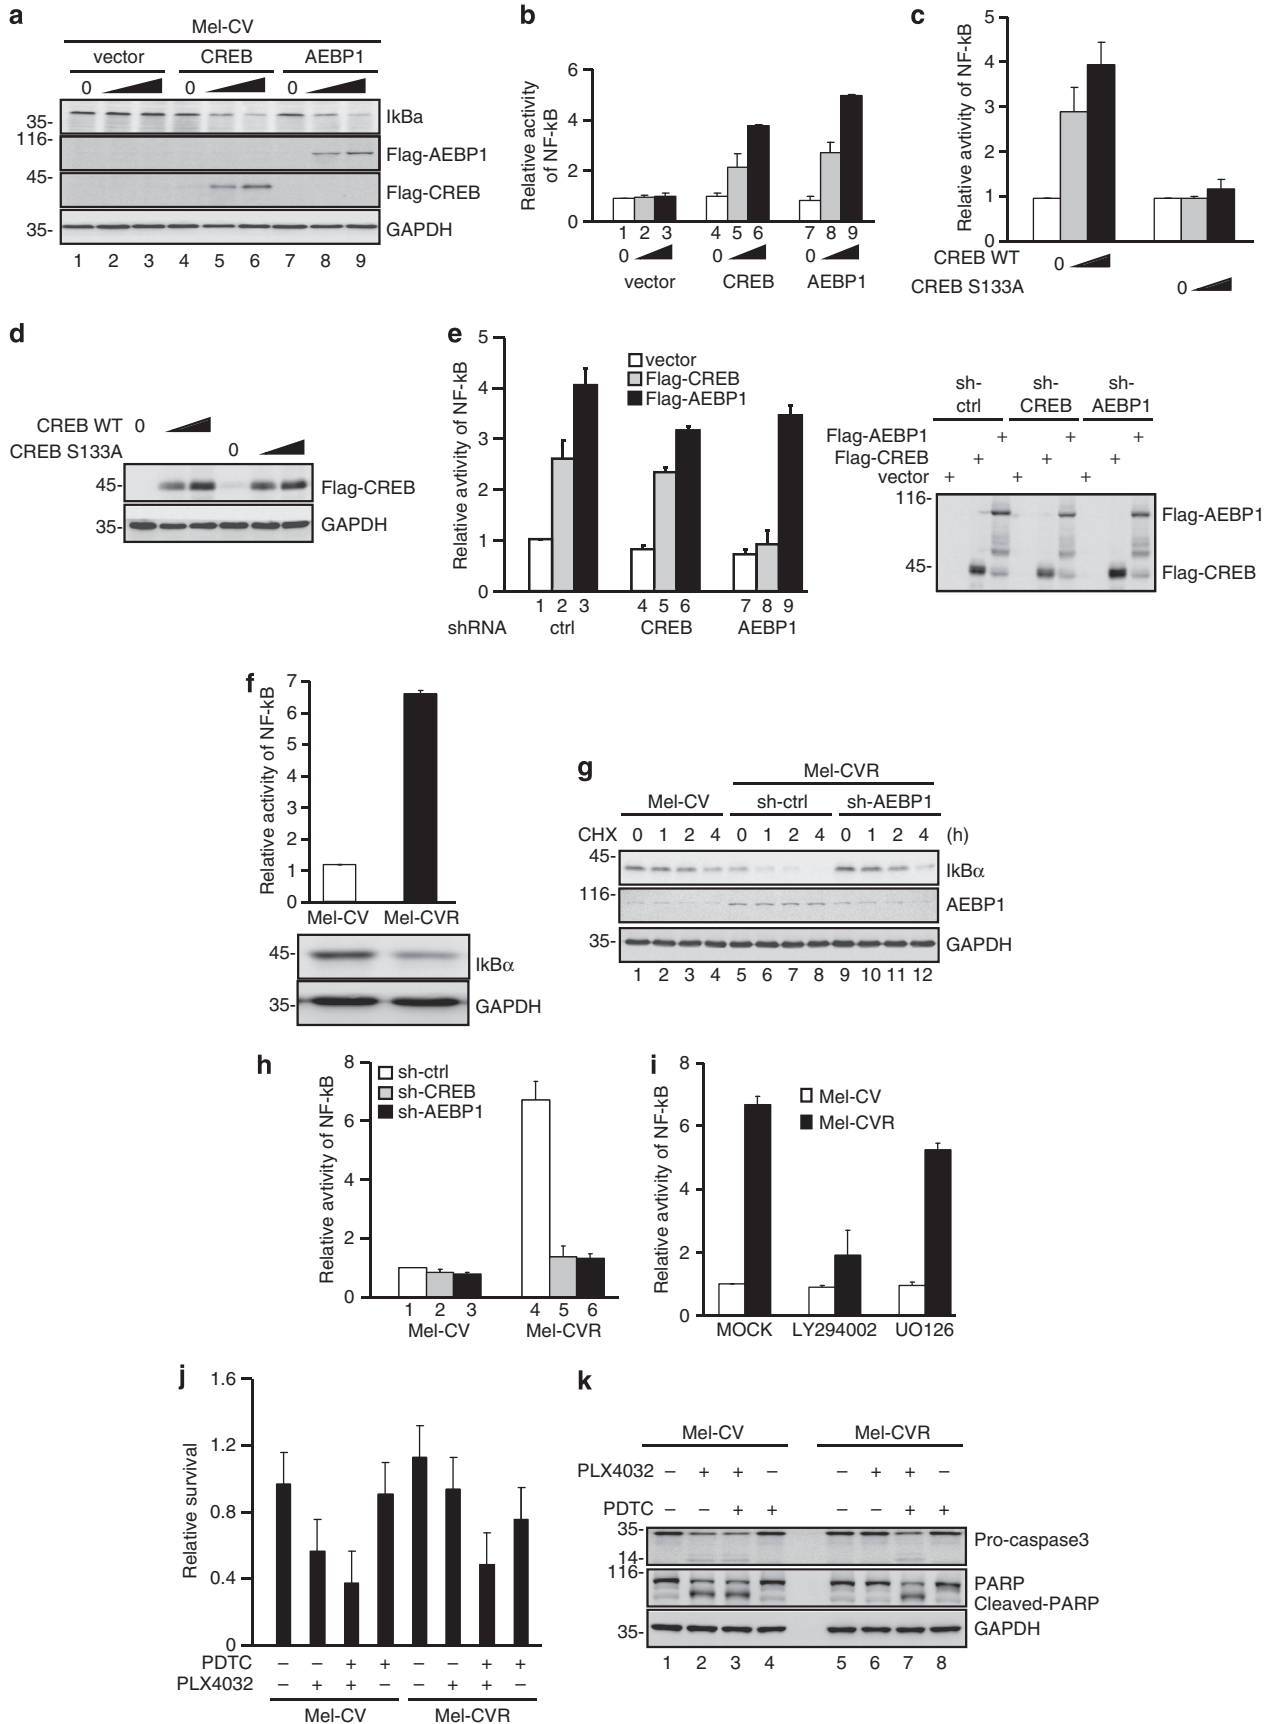 a
Mel-CV
vector CREB AEBP1
0 0 0
35- IkBa
116- Flag-AEBP1
45- Flag-CREB
35- GAPDH
1 2 3 4 5 6 7 8 9
b
Relative activity of NF-kB
6
4
2
0
1 2 3 4 5 6 7 8 9
0 0 0
vector CREB AEBP1
c
Relative avtivity of NF-kB
5
4
3
2
1
0
CREB WT 0
CREB S133A 0
d
CREB WT 0
CREB S133A 0
45- Flag-CREB
35- GAPDH
e
Relative avtivity of NF-kB
5
4
3
2
1
0
vector
Flag-CREB
Flag-AEBP1
1 2 3 4 5 6 7 8 9
shRNA ctrl CREB AEBP1
sh-ctrl sh-CREB sh-AEBP1
Flag-AEBP1 + + +
Flag-CREB + + +
vector + + +
116- Flag-AEBP1
45- Flag-CREB
f
Relative activity of NF-kB
7
6
5
4
3
2
1
0
Mel-CV Mel-CVR
45- IkBα
35- GAPDH
g
Mel-CVR
Mel-CV sh-ctrl sh-AEBP1
CHX 0 1 2 4 0 1 2 4 0 1 2 4 (h)
45- IkBα
116- AEBP1
35- GAPDH
1 2 3 4 5 6 7 8 9 10 11 12
h
Relative avtivity of NF-kB
8
6
4
2
0
sh-ctrl
sh-CREB
sh-AEBP1
1 2 3 4 5 6
Mel-CV Mel-CVR
i
Relative avtivity of NF-kB
8
6
4
2
0
Mel-CV
Mel-CVR
MOCK LY294002 UO126
j
Relative survival
1.6
1.2
0.8
0.4
0
PDTC – – + + – – + +
PLX4032 – + + – – + + –
Mel-CV Mel-CVR
k
Mel-CV Mel-CVR
PLX4032 – + + – – + + –
PDTC – – + + – – + +
35- Pro-caspase3
14-
116- PARP
Cleaved-PARP
35- GAPDH
1 2 3 4 5 6 7 8